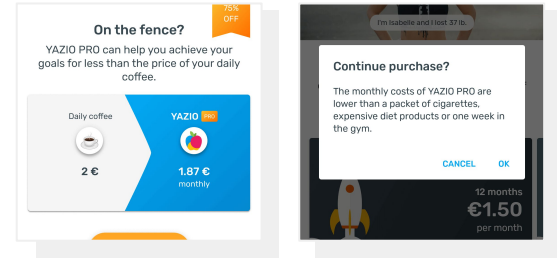 75%
OFF
On the fence?
YAZIO PRO can help you achieve your
goals for less than the price of your daily
coffee.
Daily coffee
2 €
YAZIO PRO
1.87 €
monthly
I'm Isabelle and I lost 37 lb.
Continue purchase?
The monthly costs of YAZIO PRO are
lower than a packet of cigarettes,
expensive diet products or one week in
the gym.
CANCEL OK
12 months
€1.50
per month